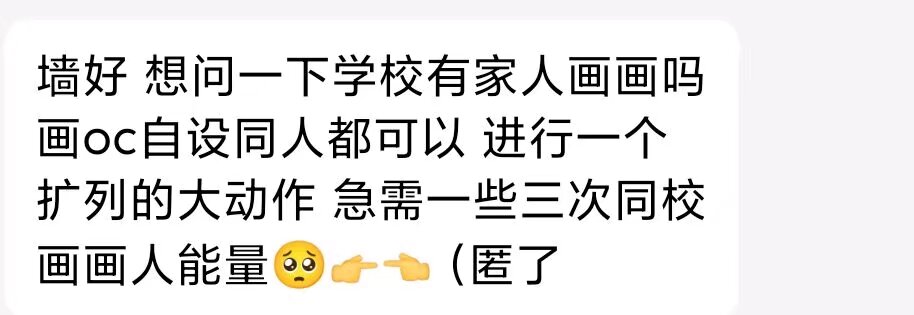 墙好 想问一下学校有家人画画吗
画oc自设同人都可以 进行一个
扩列的大动作 急需一些三次同校
画画人能量🥺👉👈（匿了